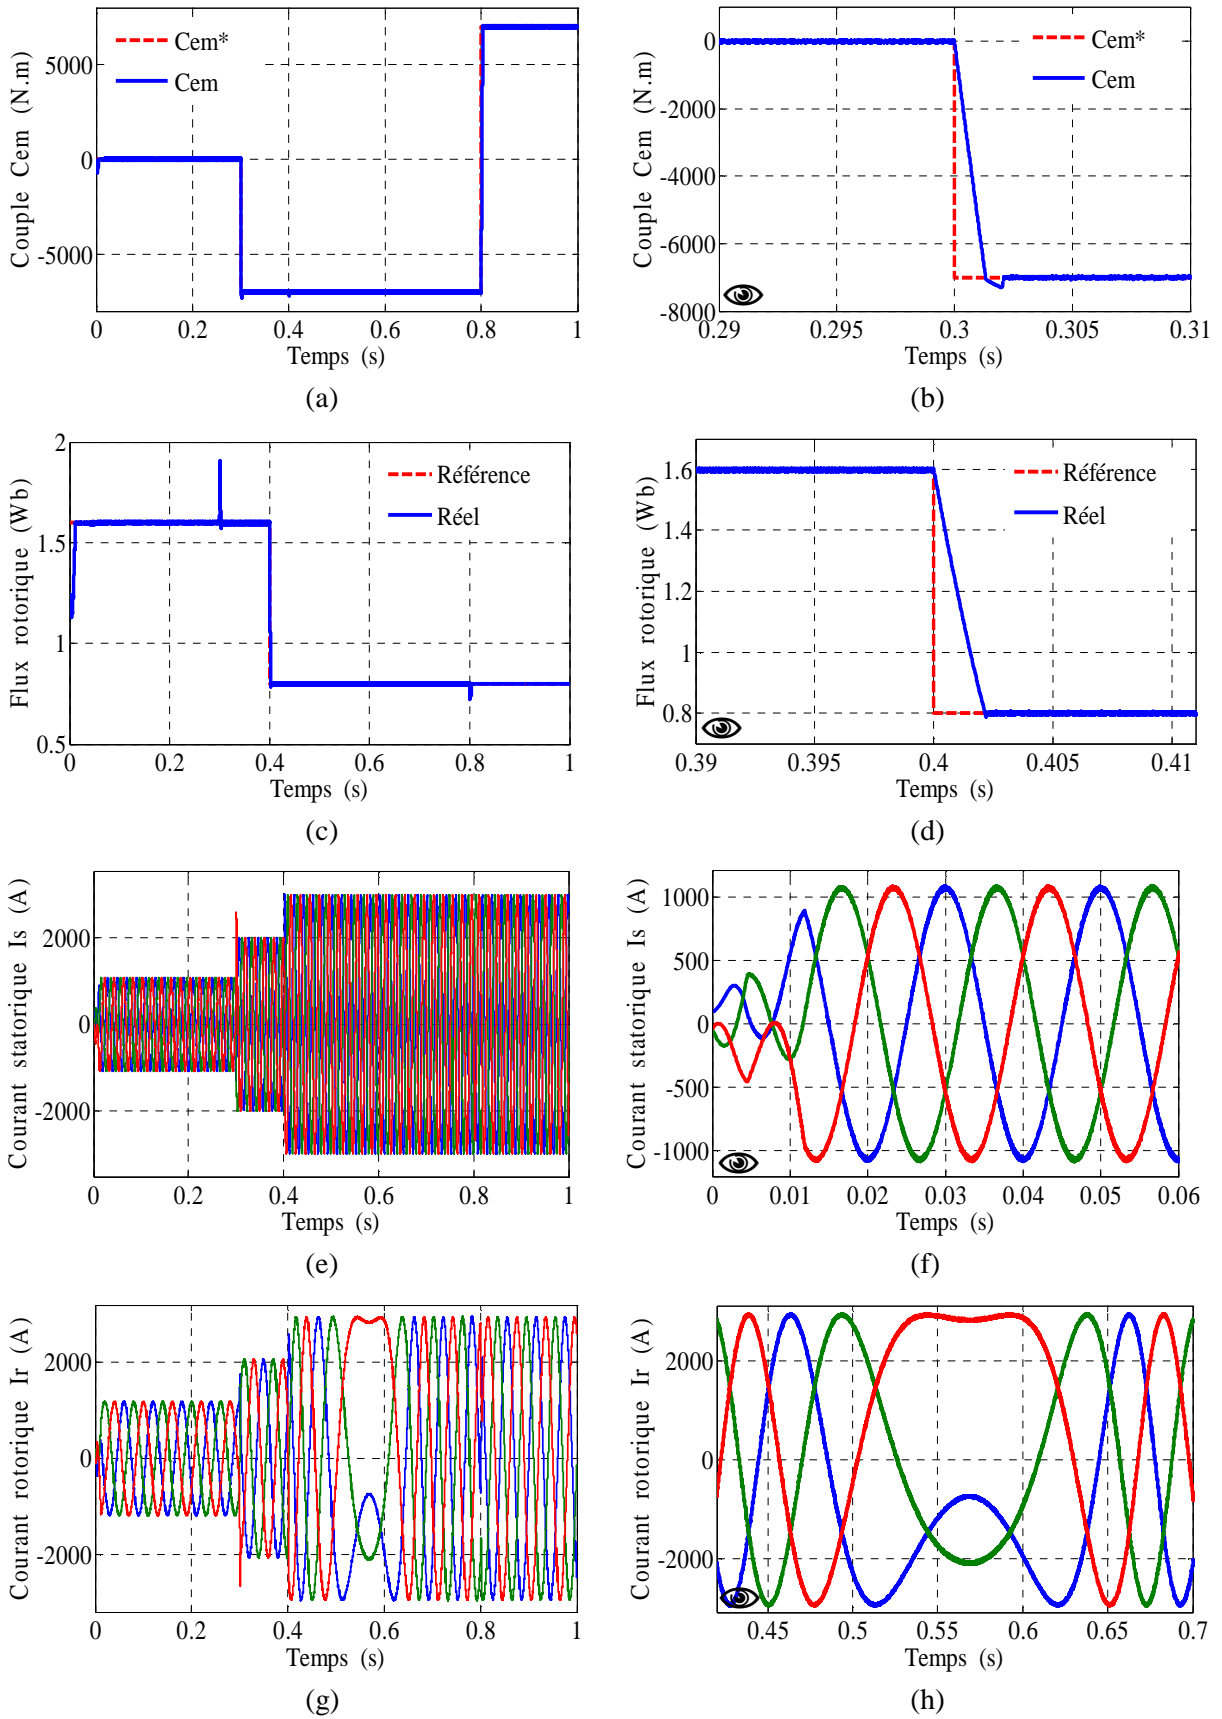 Couple Cem (N.m)
5000
0
-5000
Cem*
Cem
0 0.2 0.4 0.6 0.8 1
Temps (s)
(a)
Couple Cem (N.m)
0
-2000
-4000
-6000
-8000
Cem*
Cem
0.29 0.295 0.3 0.305 0.31
Temps (s)
(b)
Flux rotorique (Wb)
2
1.5
1
0.5
Référence
Réel
0 0.2 0.4 0.6 0.8 1
Temps (s)
(c)
Flux rotorique (Wb)
1.6
1.4
1.2
1
0.8
Référence
Réel
0.39 0.395 0.4 0.405 0.41
Temps (s)
(d)
Courant statorique Is (A)
2000
0
-2000
0 0.2 0.4 0.6 0.8 1
Temps (s)
(e)
Courant statorique Is (A)
1000
500
0
-500
-1000
0 0.01 0.02 0.03 0.04 0.05 0.06
Temps (s)
(f)
Courant rotorique Ir (A)
2000
0
-2000
0 0.2 0.4 0.6 0.8 1
Temps (s)
(g)
Courant rotorique Ir (A)
2000
0
-2000
0.45 0.5 0.55 0.6 0.65 0.7
Temps (s)
(h)